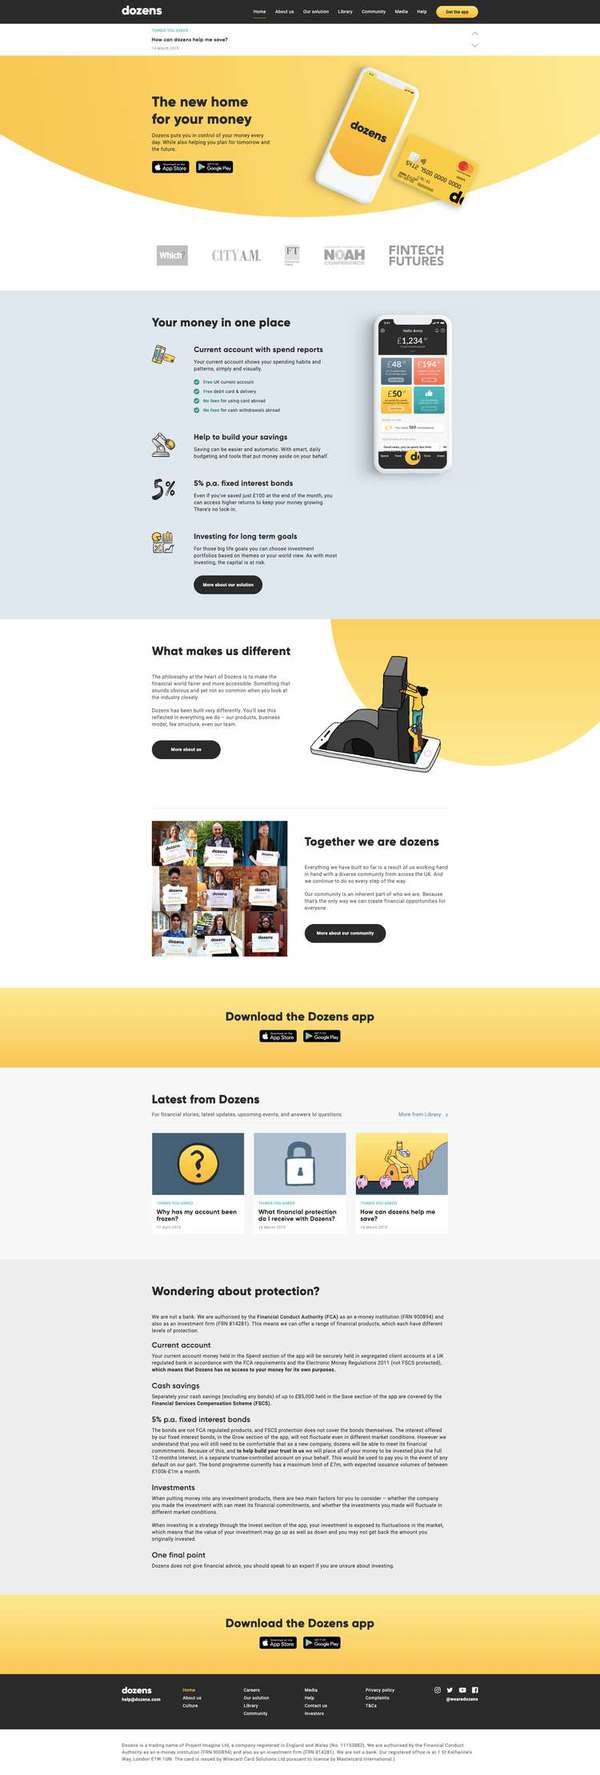 dozens
Home About us Our solution Library Community Media Help Get the app
THINGS YOU ASKED
How can dozens help me save?
14 March 2019
The new home
for your money
Dozens puts you in control of your money every
day. While also helping you plan for tomorrow and
the future.
Download on the App Store GET IT ON Google Play
dozens
Which? CITY A.M. FT NOAH CONFERENCE FINTECH FUTURES
Your money in one place
Current account with spend reports
Your current account shows your spending habits and
patterns, simply and visually.
Free UK current account
Free debit card & delivery
No fees for using card abroad
No fees for cash withdrawals abroad
£1,234
£48 £194
£50
Help to build your savings
Saving can be easier and automatic. With smart, daily
budgeting and tools that put money aside on your behalf.
5%
5% p.a. fixed interest bonds
Even if you've saved just £100 at the end of the month, you
can access higher returns to keep your money growing.
There's no lock-in.
Investing for long term goals
For those big life goals you can choose investment
portfolios based on themes or your world view. As with most
investing, the capital is at risk.
More about our solution
What makes us different
The philosophy at the heart of Dozens is to make the
financial world fairer and more accessible. Something that
sounds obvious and yet not so common when you look at
the industry closely.
Dozens has been built very differently. You'll see this
reflected in everything we do – our products, business
model, fee structure, even our team.
More about us
Together we are dozens
Everything we have built so far is a result of us working hand
in hand with a diverse community from across the UK. And
we continue to do so every step of the way.
Our community is an inherent part of who we are. Because
that's the only way we can create financial opportunities for
everyone.
More about our community
Download the Dozens app
Download on the App Store GET IT ON Google Play
Latest from Dozens
For financial stories, latest updates, upcoming events, and answers to questions.
More from Library
THINGS YOU ASKED
Why has my account been
frozen?
17 April 2019
THINGS YOU ASKED
What financial protection
do I receive with Dozens?
14 March 2019
THINGS YOU ASKED
How can dozens help me
save?
14 March 2019
Wondering about protection?
We are not a bank. We are authorised by the Financial Conduct Authority (FCA) as an e-money institution (FRN 900894) and
also as an investment firm (FRN 814281). This means we can offer a range of financial products, which each have different
levels of protection.
Current account
Your current account money held in the Spend section of the app will be securely held in segregated client accounts at a UK
regulated bank in accordance with the FCA requirements and the Electronic Money Regulations 2011 (not FSCS protected),
which means that Dozens has no access to your money for its own purposes.
Cash savings
Separately your cash savings (excluding any bonds) of up to £85,000 held in the Save section of the app are covered by the
Financial Services Compensation Scheme (FSCS).
5% p.a. fixed interest bonds
The bonds are not FCA regulated products, and FSCS protection does not cover the bonds themselves. The interest offered
by our fixed interest bonds, in the Grow section of the app, will not fluctuate even in different market conditions. However we
understand that you will still need to be comfortable that as a new company, dozens will be able to meet its financial
commitments. Because of this, and to help build your trust in us we will place all of your money to be invested plus the full
12-months interest, in a separate trustee-controlled account on your behalf. This would be used to pay you in the event of any
default on our part. The bond programme currently has a maximum limit of £7m, with expected issuance volumes of between
£100k-£1m a month.
Investments
When putting money into any investment products, there are two main factors for you to consider – whether the company
you made the investment with can meet its financial commitments, and whether the investments you made will fluctuate in
different market conditions.
When investing in a strategy through the Invest section of the app, your investment is exposed to fluctuations in the market,
which means that the value of your investment may go up as well as down and you may not get back the amount you
originally invested.
One final point
Dozens does not give financial advice, you should speak to an expert if you are unsure about investing.
Download the Dozens app
Download on the App Store GET IT ON Google Play
dozens
help@dozens.com
Home
About us
Culture
Careers
Our solution
Library
Community
Media
Help
Contact us
Investors
Privacy policy
Complaints
T&Cs
@wearedozens
Dozens is a trading name of Project Imagine Ltd, a company registered in England and Wales (No. 11153083). We are authorised by the Financial Conduct
Authority as an e-money institution (FRN 900894) and also as an investment firm (FRN 814281). We are not a bank. Our registered office is at 1 St Katharine's
Way, London E1W 1UN. The card is issued by Wirecard Card Solutions Ltd pursuant to licence by Mastercard International.